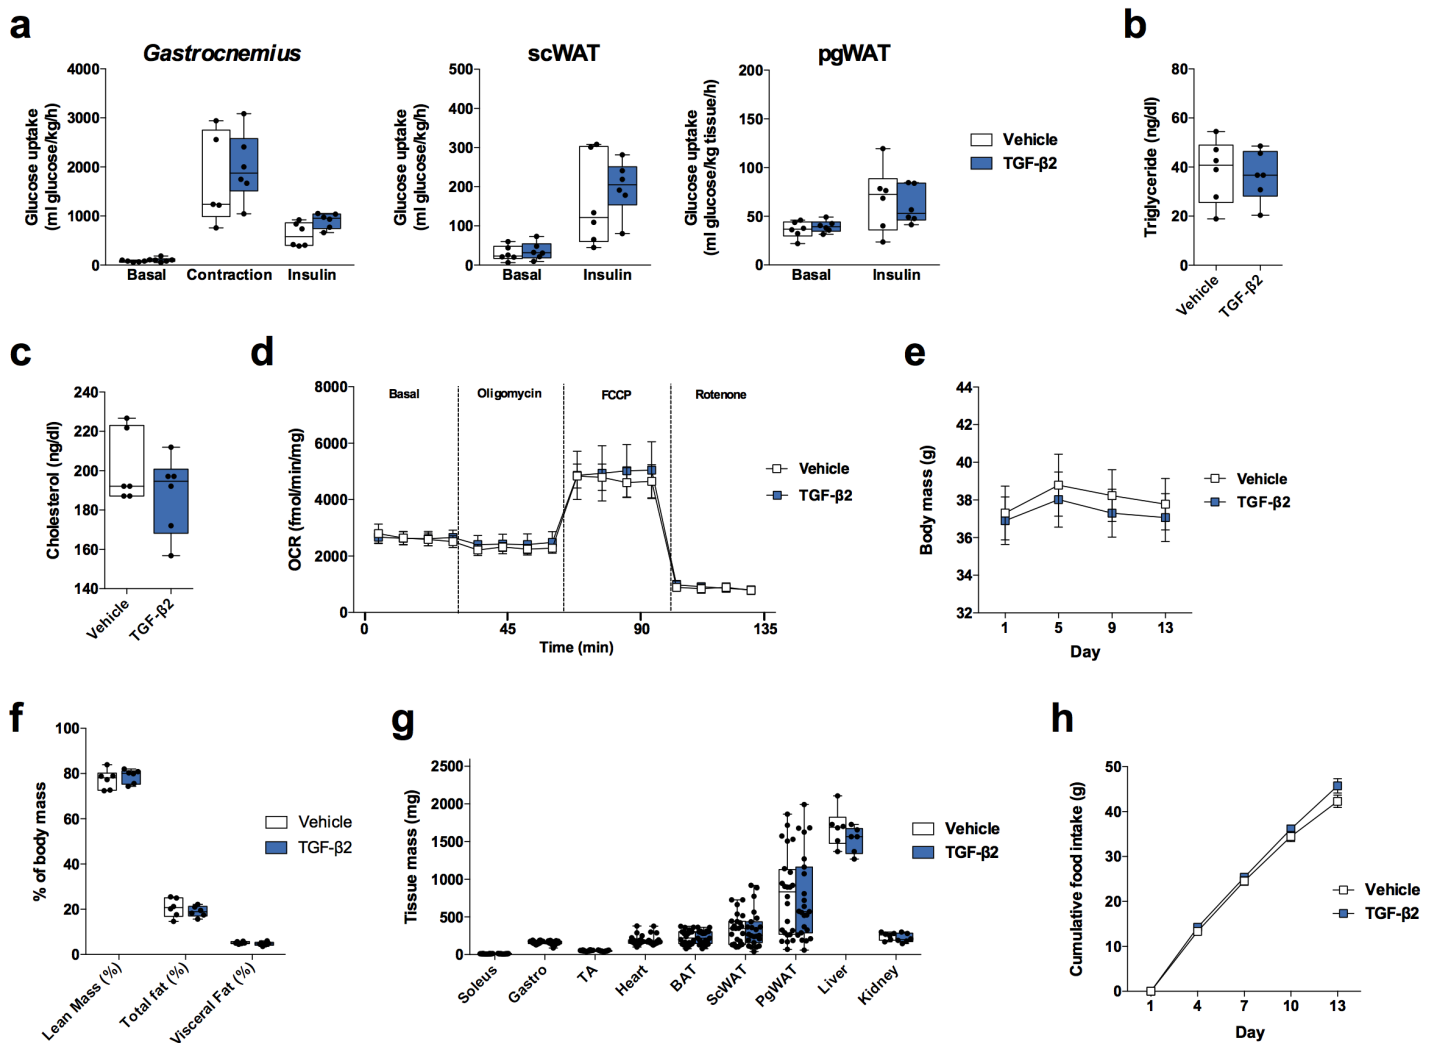 a
Gastrocnemius
scWAT
pgWAT
b
Glucose uptake
(ml glucose/kg/h)
4000
3000
2000
1000
0
Basal
Contraction
Insulin
Glucose uptake
(ml glucose/kg/h)
500
400
300
200
100
0
Basal
Insulin
Glucose uptake
(ml glucose/kg tissue/h)
200
150
100
50
0
Basal
Insulin
Vehicle
TGF-β2
Triglyceride (ng/dl)
80
60
40
20
0
Vehicle
TGF-β2
c
Cholesterol (ng/dl)
240
220
200
180
160
140
Vehicle
TGF-β2
d
OCR (fmol/min/mg)
8000
6000
4000
2000
0
Basal
Oligomycin
FCCP
Rotenone
0
45
90
135
Time (min)
Vehicle
TGF-β2
e
Body mass (g)
44
42
40
38
36
34
32
1
5
9
13
Day
Vehicle
TGF-β2
f
% of body mass
100
80
60
40
20
0
Lean Mass (%)
Total fat (%)
Visceral Fat (%)
Vehicle
TGF-β2
g
Tissue mass (mg)
2500
2000
1500
1000
500
0
Soleus
Gastro
TA
Heart
BAT
ScWAT
PgWAT
Liver
Kidney
Vehicle
TGF-β2
h
Cumulative food intake (g)
50
40
30
20
10
0
1
4
7
10
13
Day
Vehicle
TGF-β2